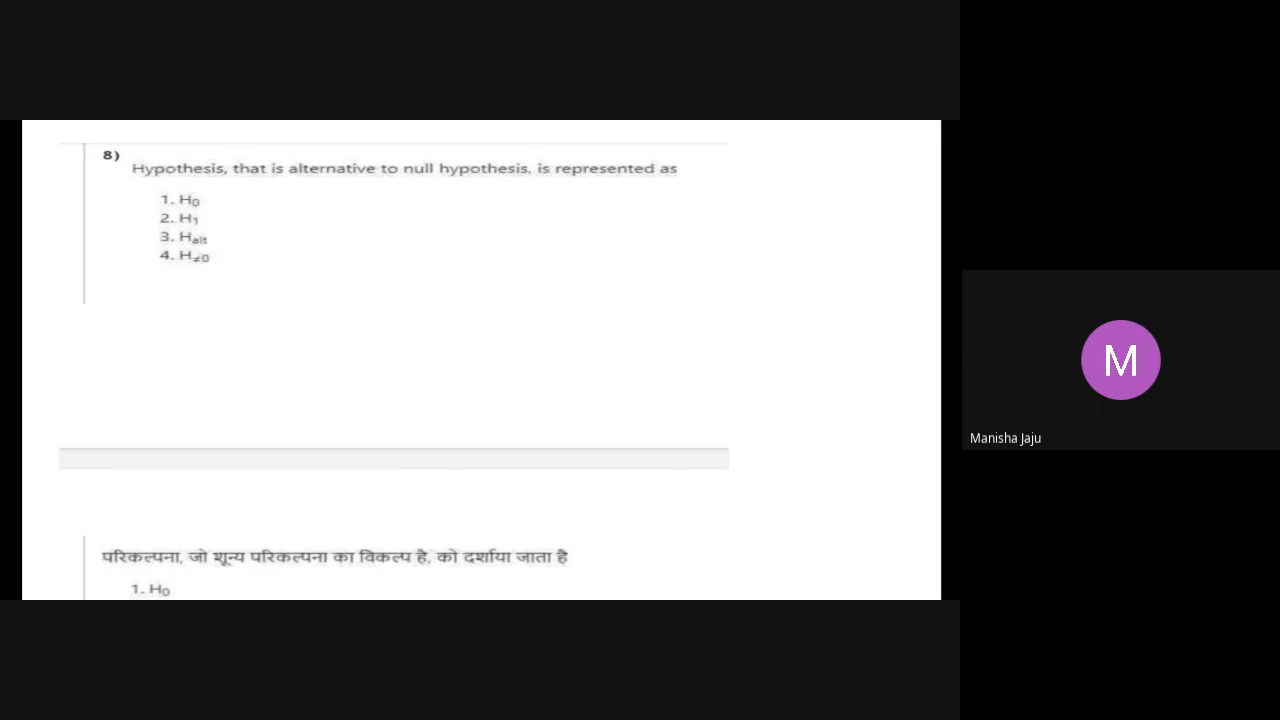 8)
Hypothesis, that is alternative to null hypothesis, is represented as
1. H₀
2. H₁
3. Hₐₗₜ
4. H≠₀
परिकल्पना, जो शून्य परिकल्पना का विकल्प है, को दर्शाया जाता है
1. H₀
M
Manisha Jaju